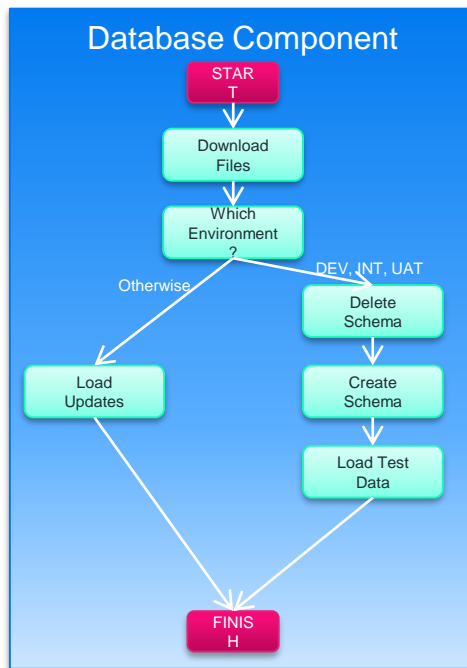 Database Component
STAR
T
Download
Files
Which
Environment
?
DEV, INT, UAT
Otherwise
Delete
Schema
Load
Updates
Create
Schema
Load Test
Data
FINIS
H